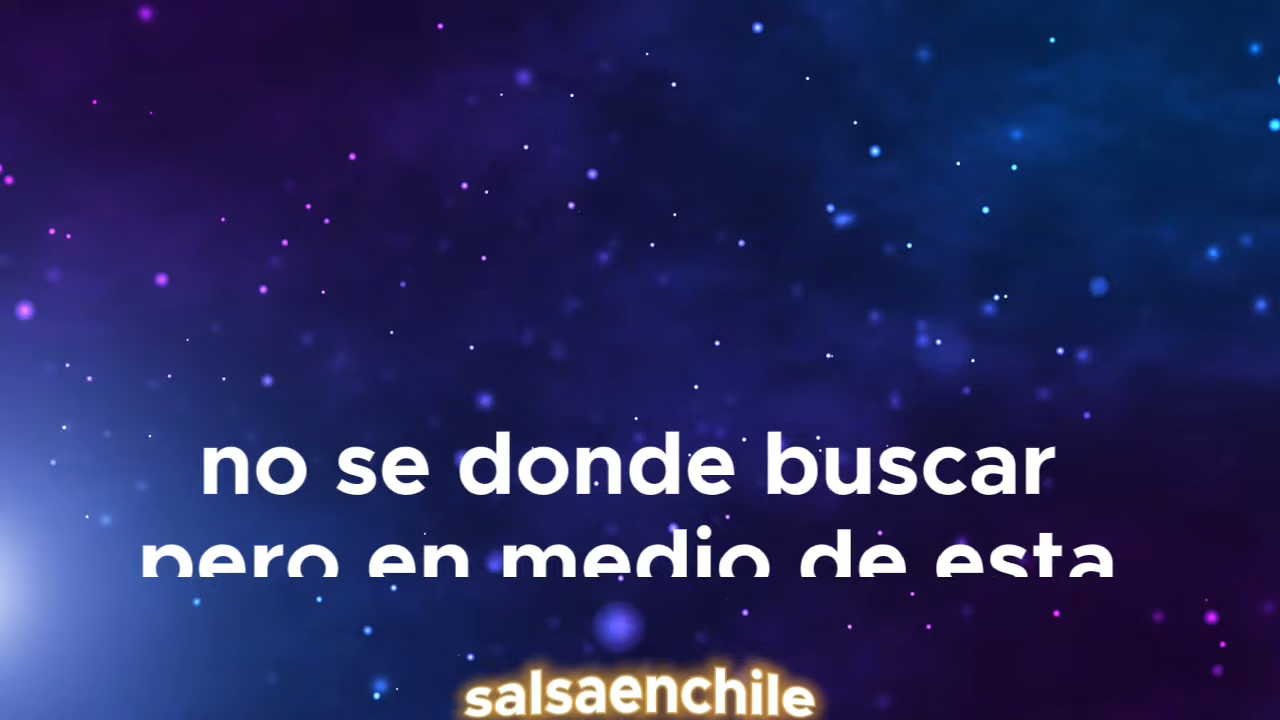 no se donde buscar
pero en medio de esta
salsaenchile